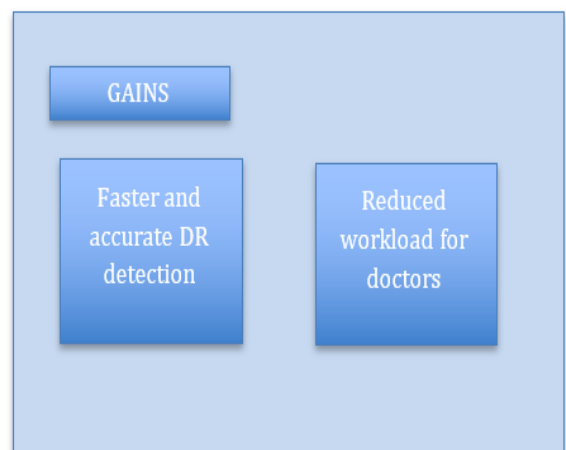 GAINS
Faster and
accurate DR
detection
Reduced
workload for
doctors